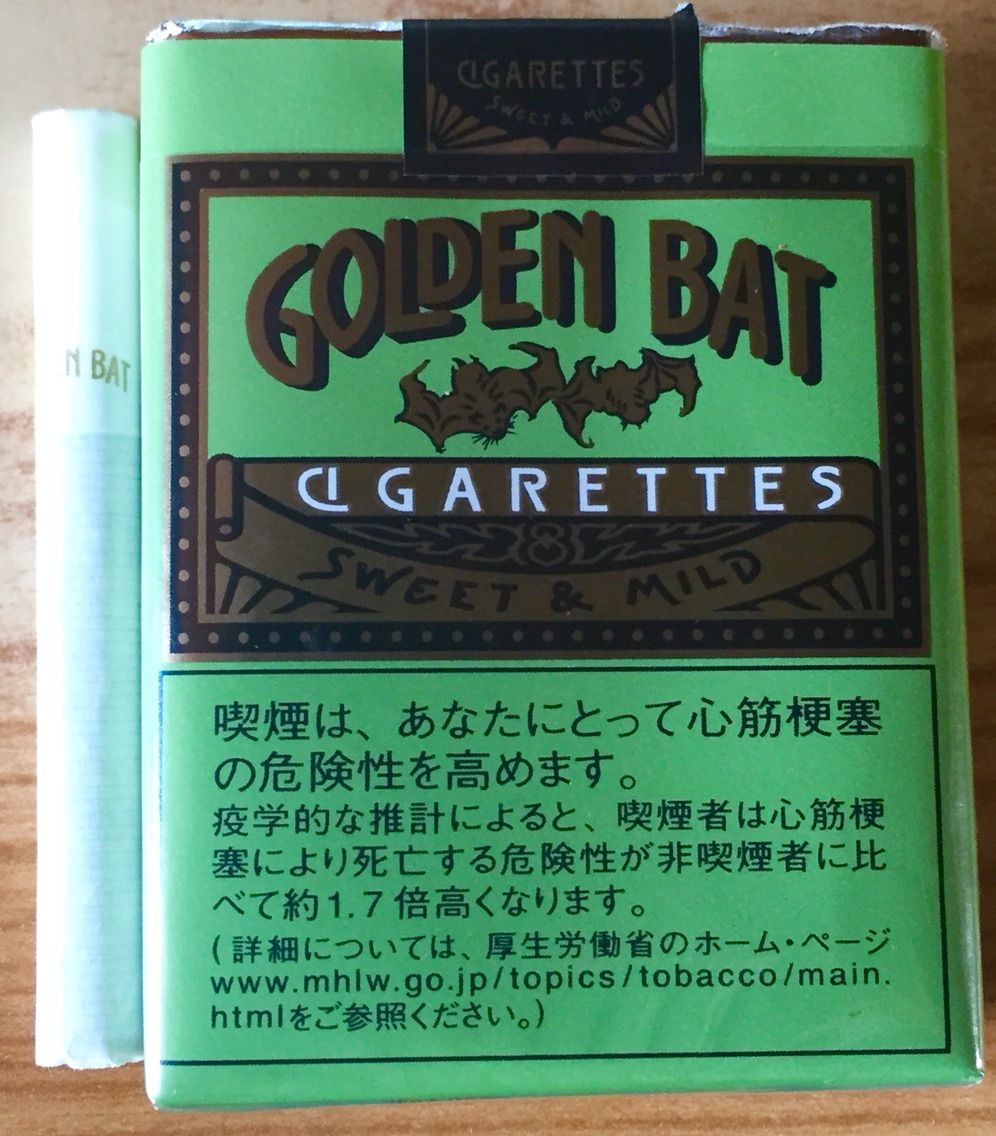 CIGARETTES
SWEET & MILD
GOLDEN BAT
N BAT
CIGARETTES
SWEET & MILD
喫煙は、あなたにとって心筋梗塞
の危険性を高めます。
疫学的な推計によると、喫煙者は心筋梗
塞により死亡する危険性が非喫煙者に比
べて約1.7倍高くなります。
(詳細については、厚生労働省のホーム・ページ
www.mhlw.go.jp/topics/tobacco/main.
htmlをご参照ください。)